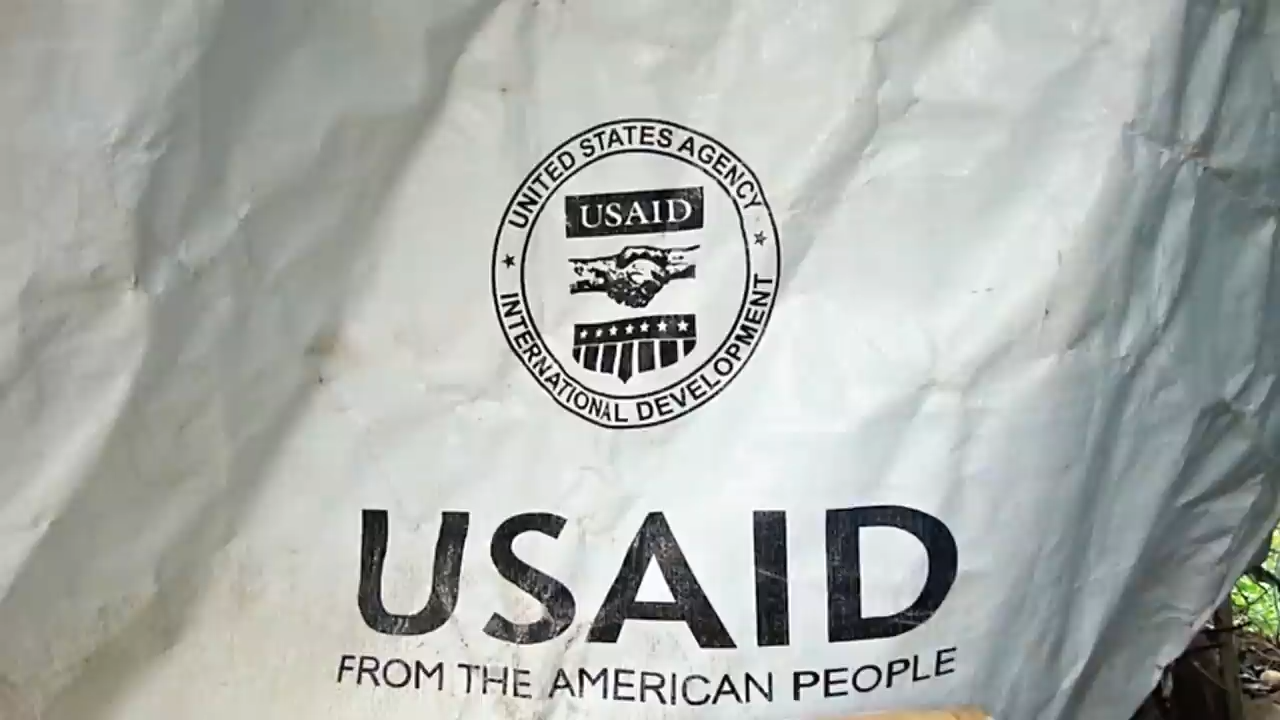 UNITED STATES AGENCY
USAID
INTERNATIONAL DEVELOPMENT
USAID
FROM THE AMERICAN PEOPLE